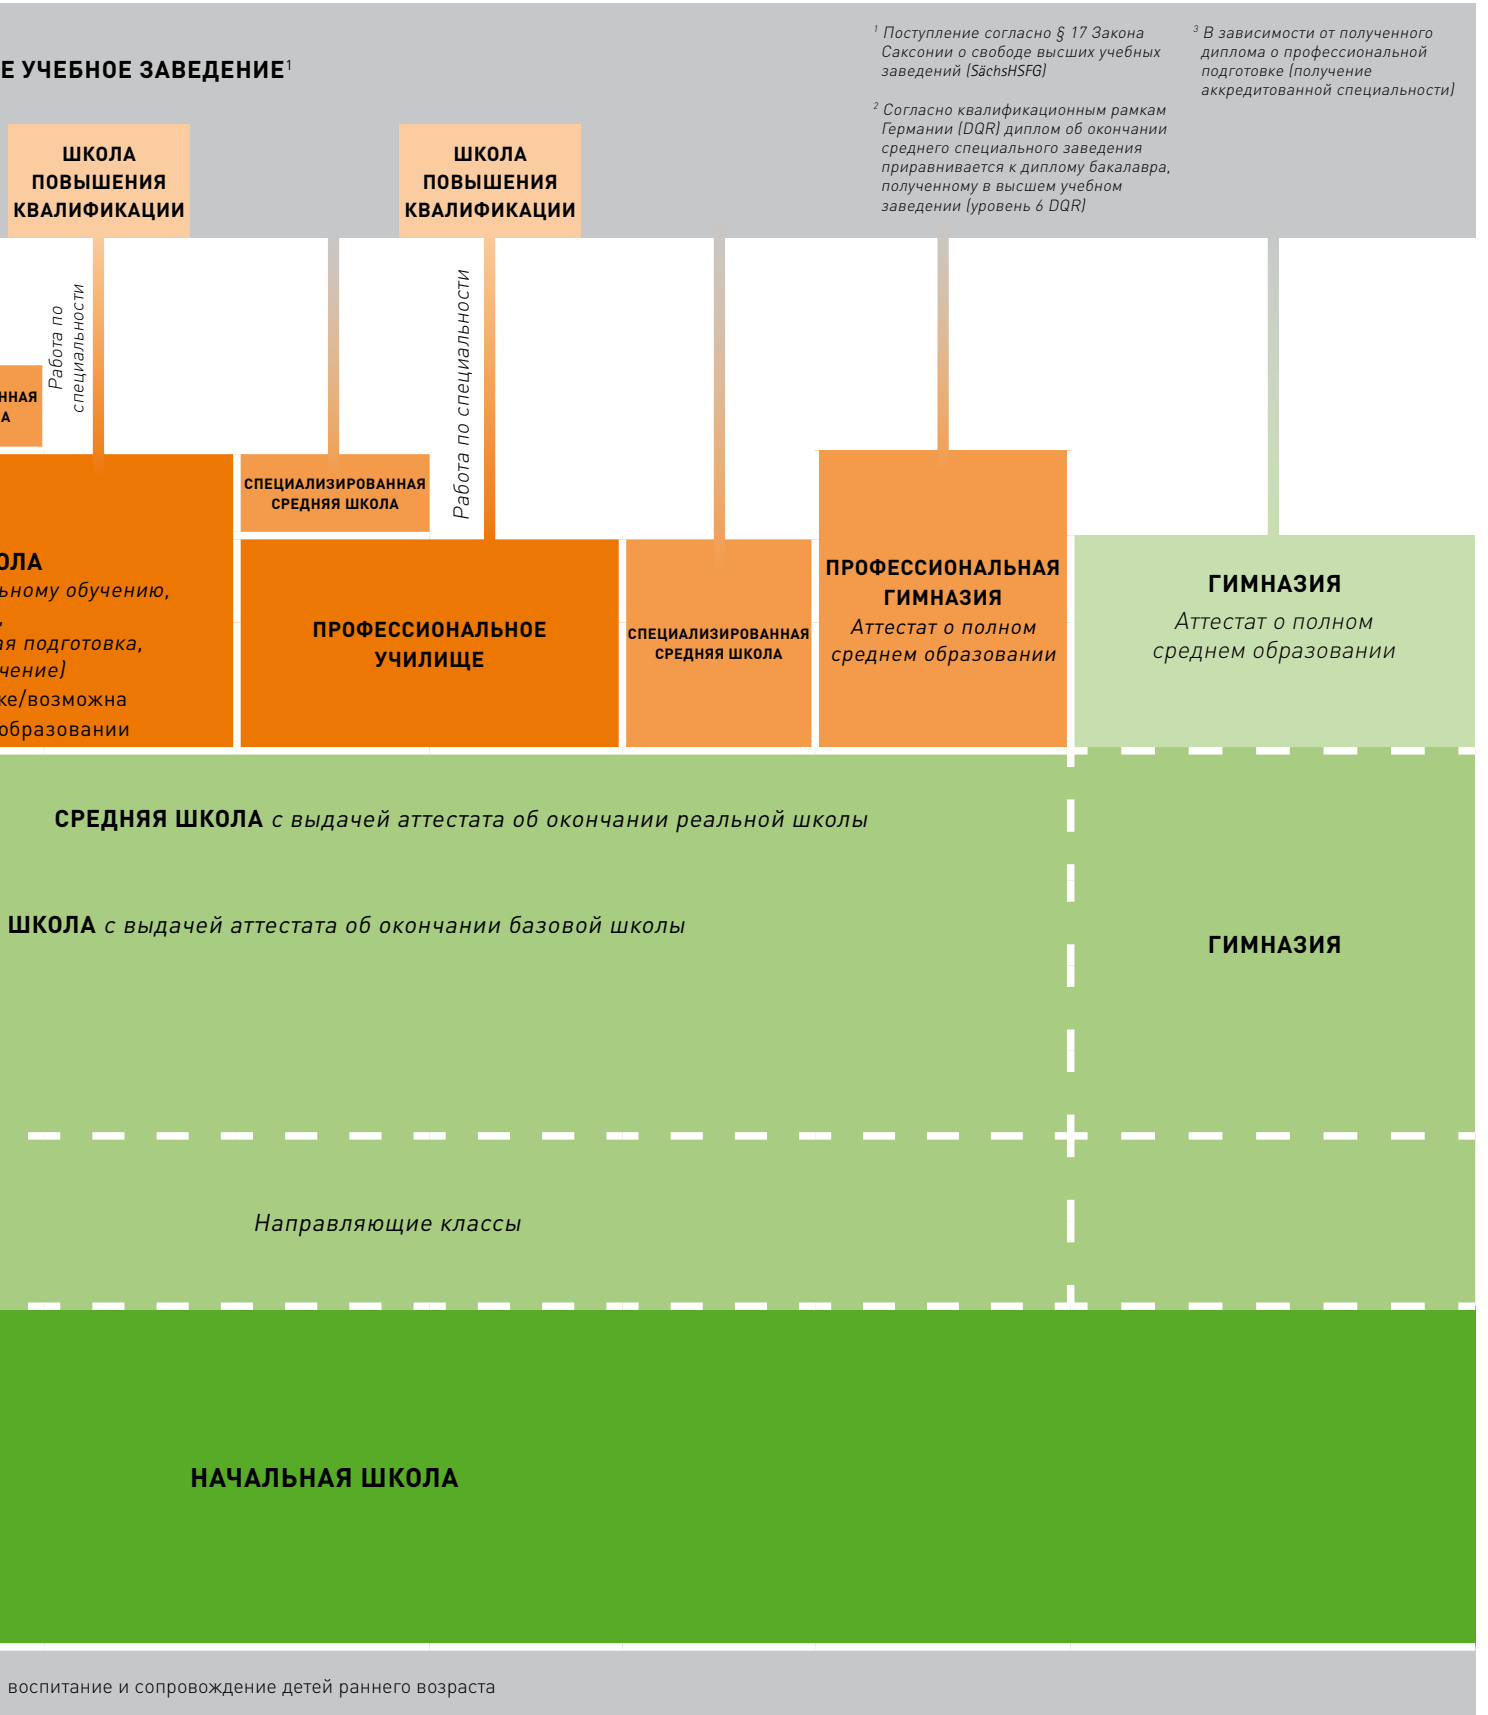 Е УЧЕБНОЕ ЗАВЕДЕНИЕ¹
¹ Поступление согласно § 17 Закона
Саксонии о свободе высших учебных
заведений (SächsHSFG)
² Согласно квалификационным рамкам
Германии (DQR) диплом об окончании
среднего специального заведения
приравнивается к диплому бакалавра,
полученному в высшем учебном
заведении (уровень 6 DQR)
³ В зависимости от полученного
диплома о профессиональной
подготовке (получение
аккредитованной специальности)
ШКОЛА
ПОВЫШЕНИЯ
КВАЛИФИКАЦИИ
ШКОЛА
ПОВЫШЕНИЯ
КВАЛИФИКАЦИИ
Работа по
специальности
Работа по специальности
ННАЯ
А
СПЕЦИАЛИЗИРОВАННАЯ
СРЕДНЯЯ ШКОЛА
ОЛА
ьному обучению,
,
ая подготовка,
чение)
ке/возможна
образовании
ПРОФЕССИОНАЛЬНОЕ
УЧИЛИЩЕ
СПЕЦИАЛИЗИРОВАННАЯ
СРЕДНЯЯ ШКОЛА
ПРОФЕССИОНАЛЬНАЯ
ГИМНАЗИЯ
Аттестат о полном
среднем образовании
ГИМНАЗИЯ
Аттестат о полном
среднем образовании
СРЕДНЯЯ ШКОЛА с выдачей аттестата об окончании реальной школы
ШКОЛА с выдачей аттестата об окончании базовой школы
ГИМНАЗИЯ
Направляющие классы
НАЧАЛЬНАЯ ШКОЛА
воспитание и сопровождение детей раннего возраста